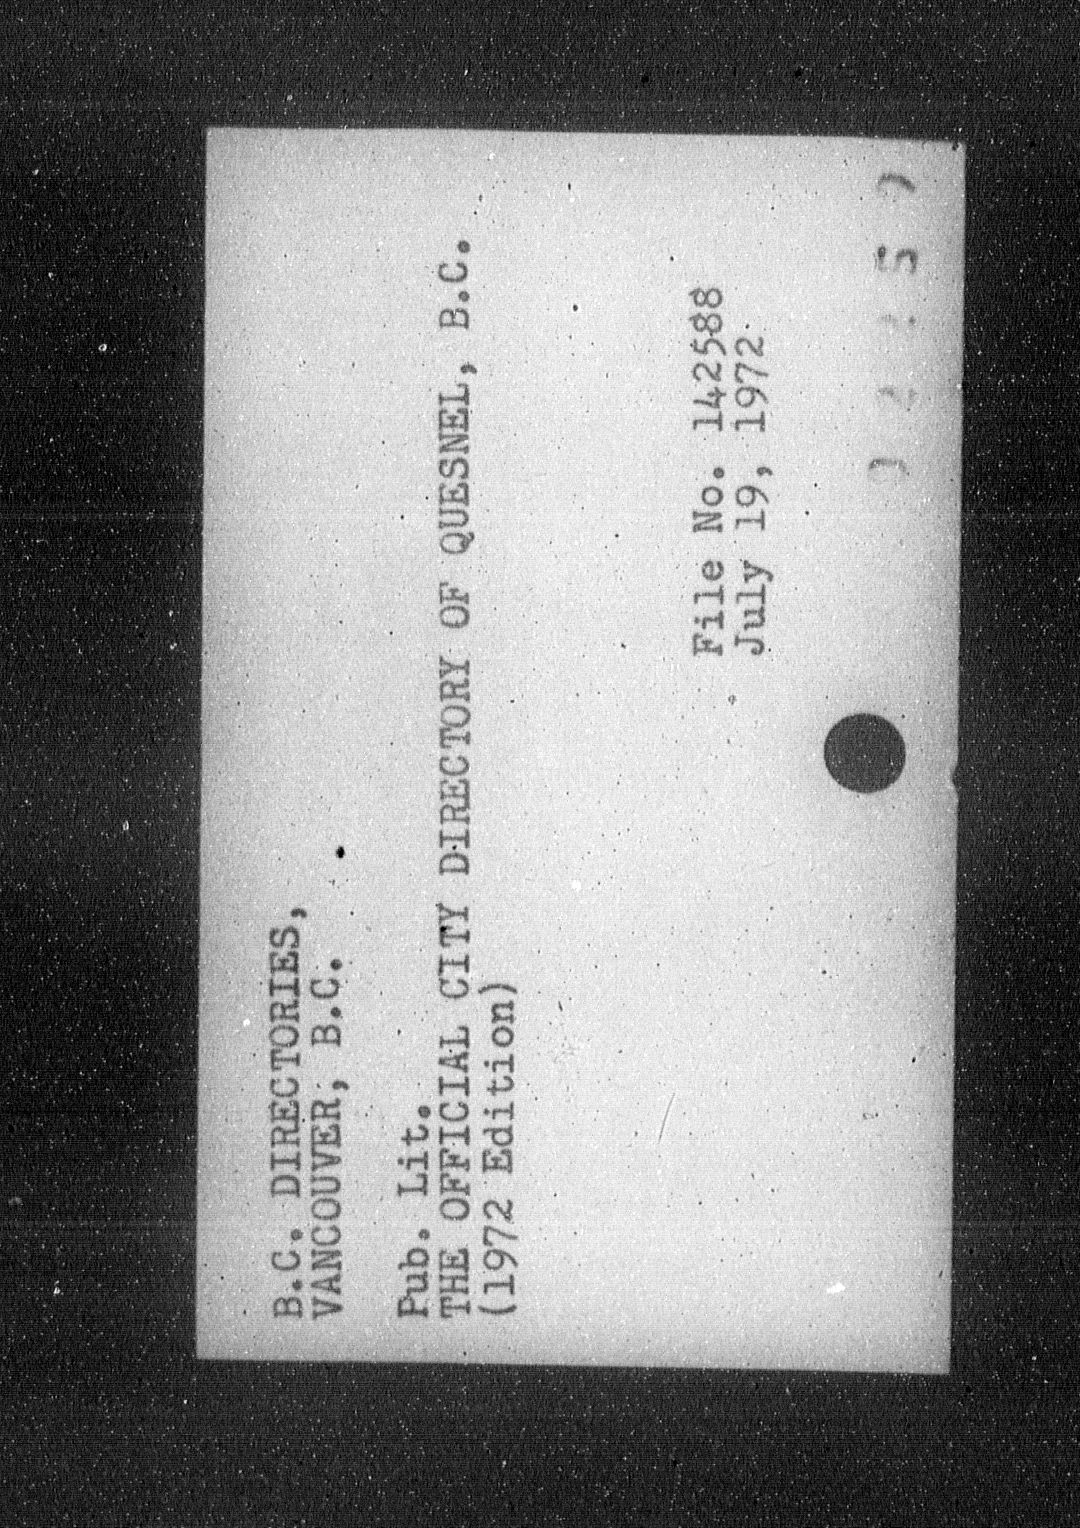 B.C. DIRECTORIES,
VANCOUVER, B.C.
Pub. Lit.
THE OFFICIAL CITY DIRECTORY OF QUESNEL, B.C.
(1972 Edition)
File No. 142588
July 19, 1972